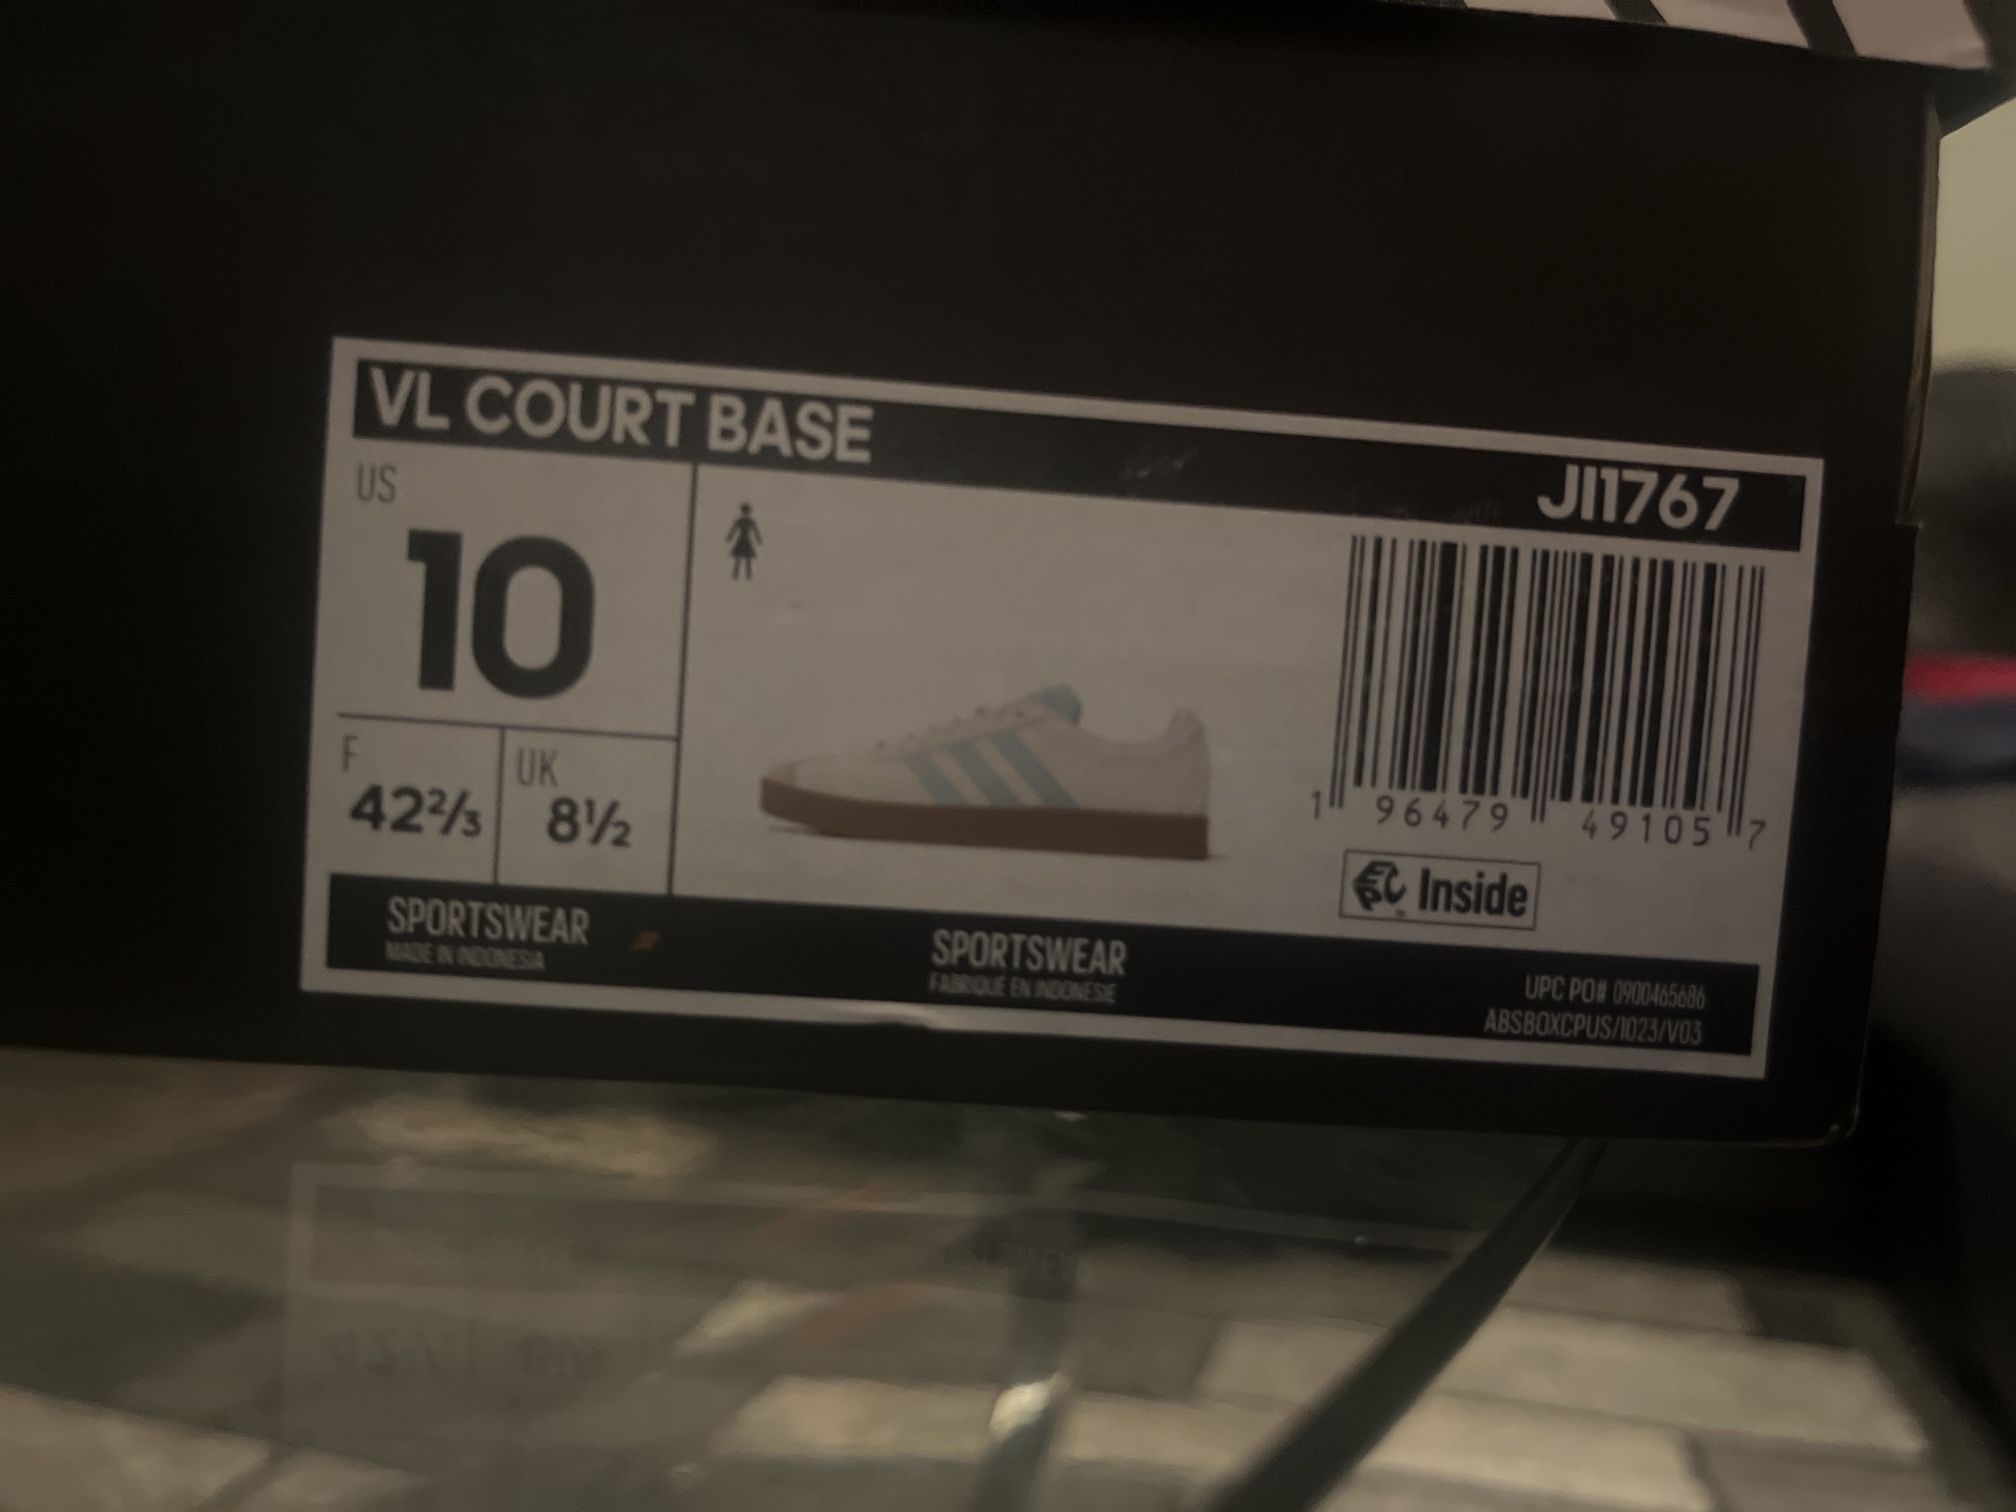 VL COURT BASE
JI1767
US
10
F
42⅔
UK
8½
1 96479 49105 7
EPC Inside
SPORTSWEAR
MADE IN INDONESIA
SPORTSWEAR
FABRIQUÉ EN INDONESIE
UPC PO# 0900465686
ABSBOXCPUS/1023/V03